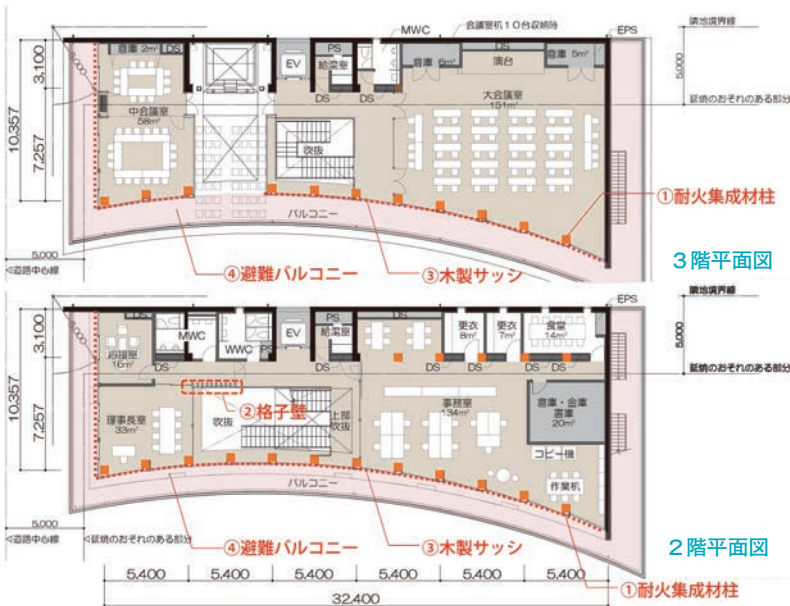 MWC
会議室机10台収納時
EPS
隣地境界線
倉庫 2㎡
DS
PS
給湯室
EV
倉庫 6㎡
DS
演台
倉庫 5㎡
5,000
3,100
5,000
延焼のおそれのある部分
DS
DS
中会議室
58㎡
大会議室
151㎡
10,357
7,257
吹抜
①耐火集成材柱
バルコニー
5,000
◁道路中心線
④避難バルコニー
③木製サッシ
3階平面図
EPS
隣地境界線
DS
PS
給湯室
EV
DS
更衣
8㎡
更衣
7㎡
食堂
14㎡
MWC
WWC
PS
3,100
5,000
応接室
16㎡
延焼のおそれのある部分
DS
DS
DS
DS
DS
②格子壁
10,357
7,257
理事長室
33㎡
吹抜
上部
吹抜
事務室
134㎡
倉庫・金庫
書庫
20㎡
コピー機
作業机
バルコニー
5,000
◁道路中心線
◁延焼のおそれのある部分
④避難バルコニー
③木製サッシ
2階平面図
5,400
5,400
5,400
5,400
5,400
5,400
①耐火集成材柱
32,400